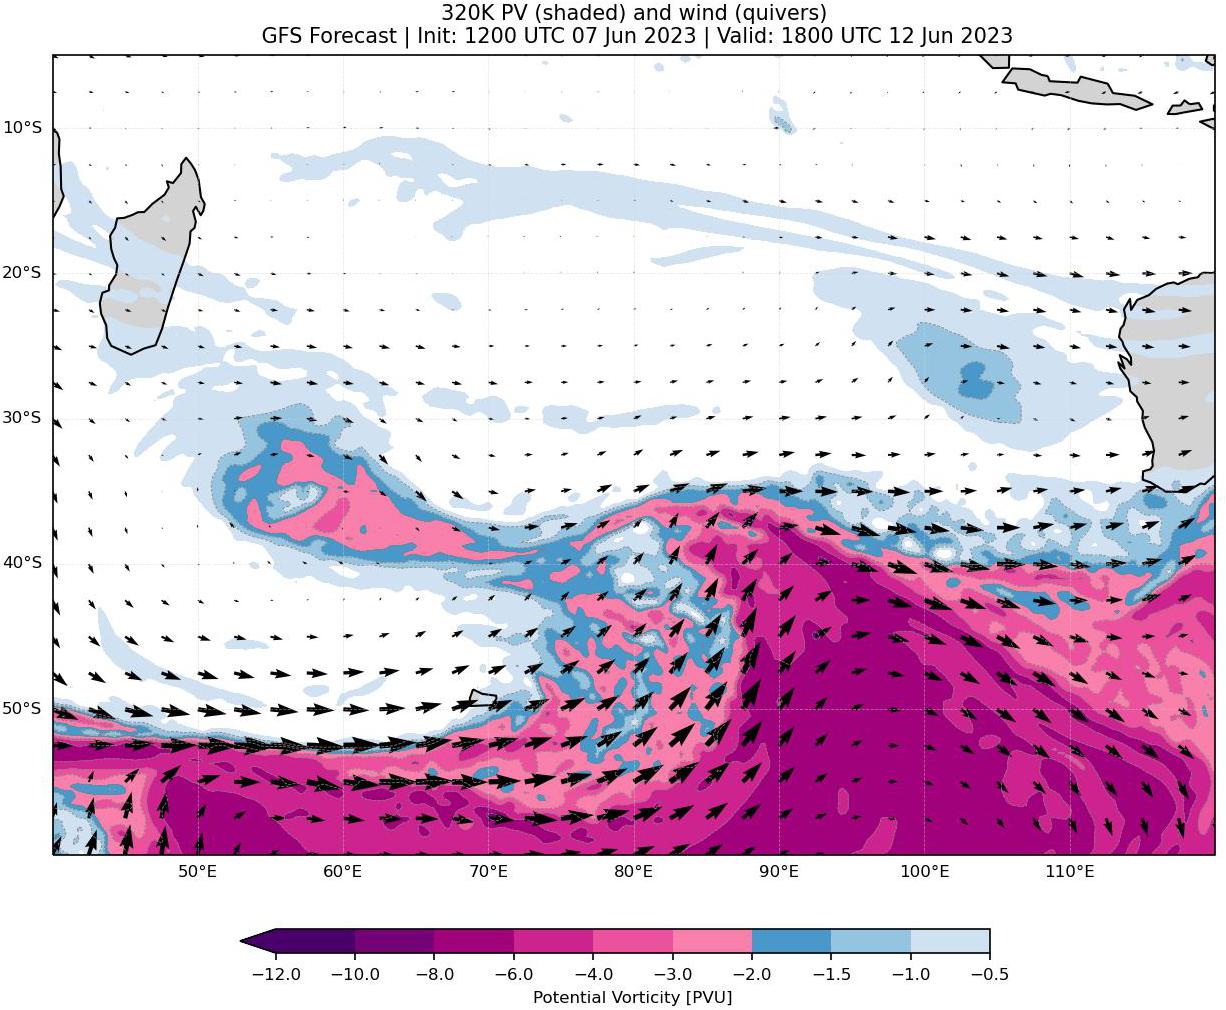 320K PV (shaded) and wind (quivers)
GFS Forecast | Init: 1200 UTC 07 Jun 2023 | Valid: 1800 UTC 12 Jun 2023
10°S
20°S
30°S
40°S
50°S
50°E 60°E 70°E 80°E 90°E 100°E 110°E
−12.0 −10.0 −8.0 −6.0 −4.0 −3.0 −2.0 −1.5 −1.0 −0.5
Potential Vorticity [PVU]